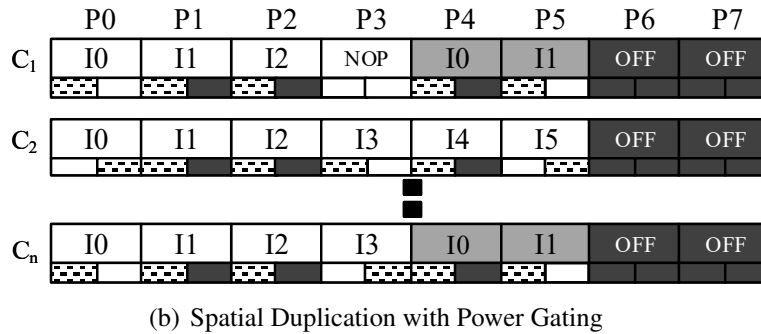 P0 P1 P2 P3 P4 P5 P6 P7
C1 I0 I1 I2 NOP I0 I1 OFF OFF
C2 I0 I1 I2 I3 I4 I5 OFF OFF
Cn I0 I1 I2 I3 I0 I1 OFF OFF
(b) Spatial Duplication with Power Gating